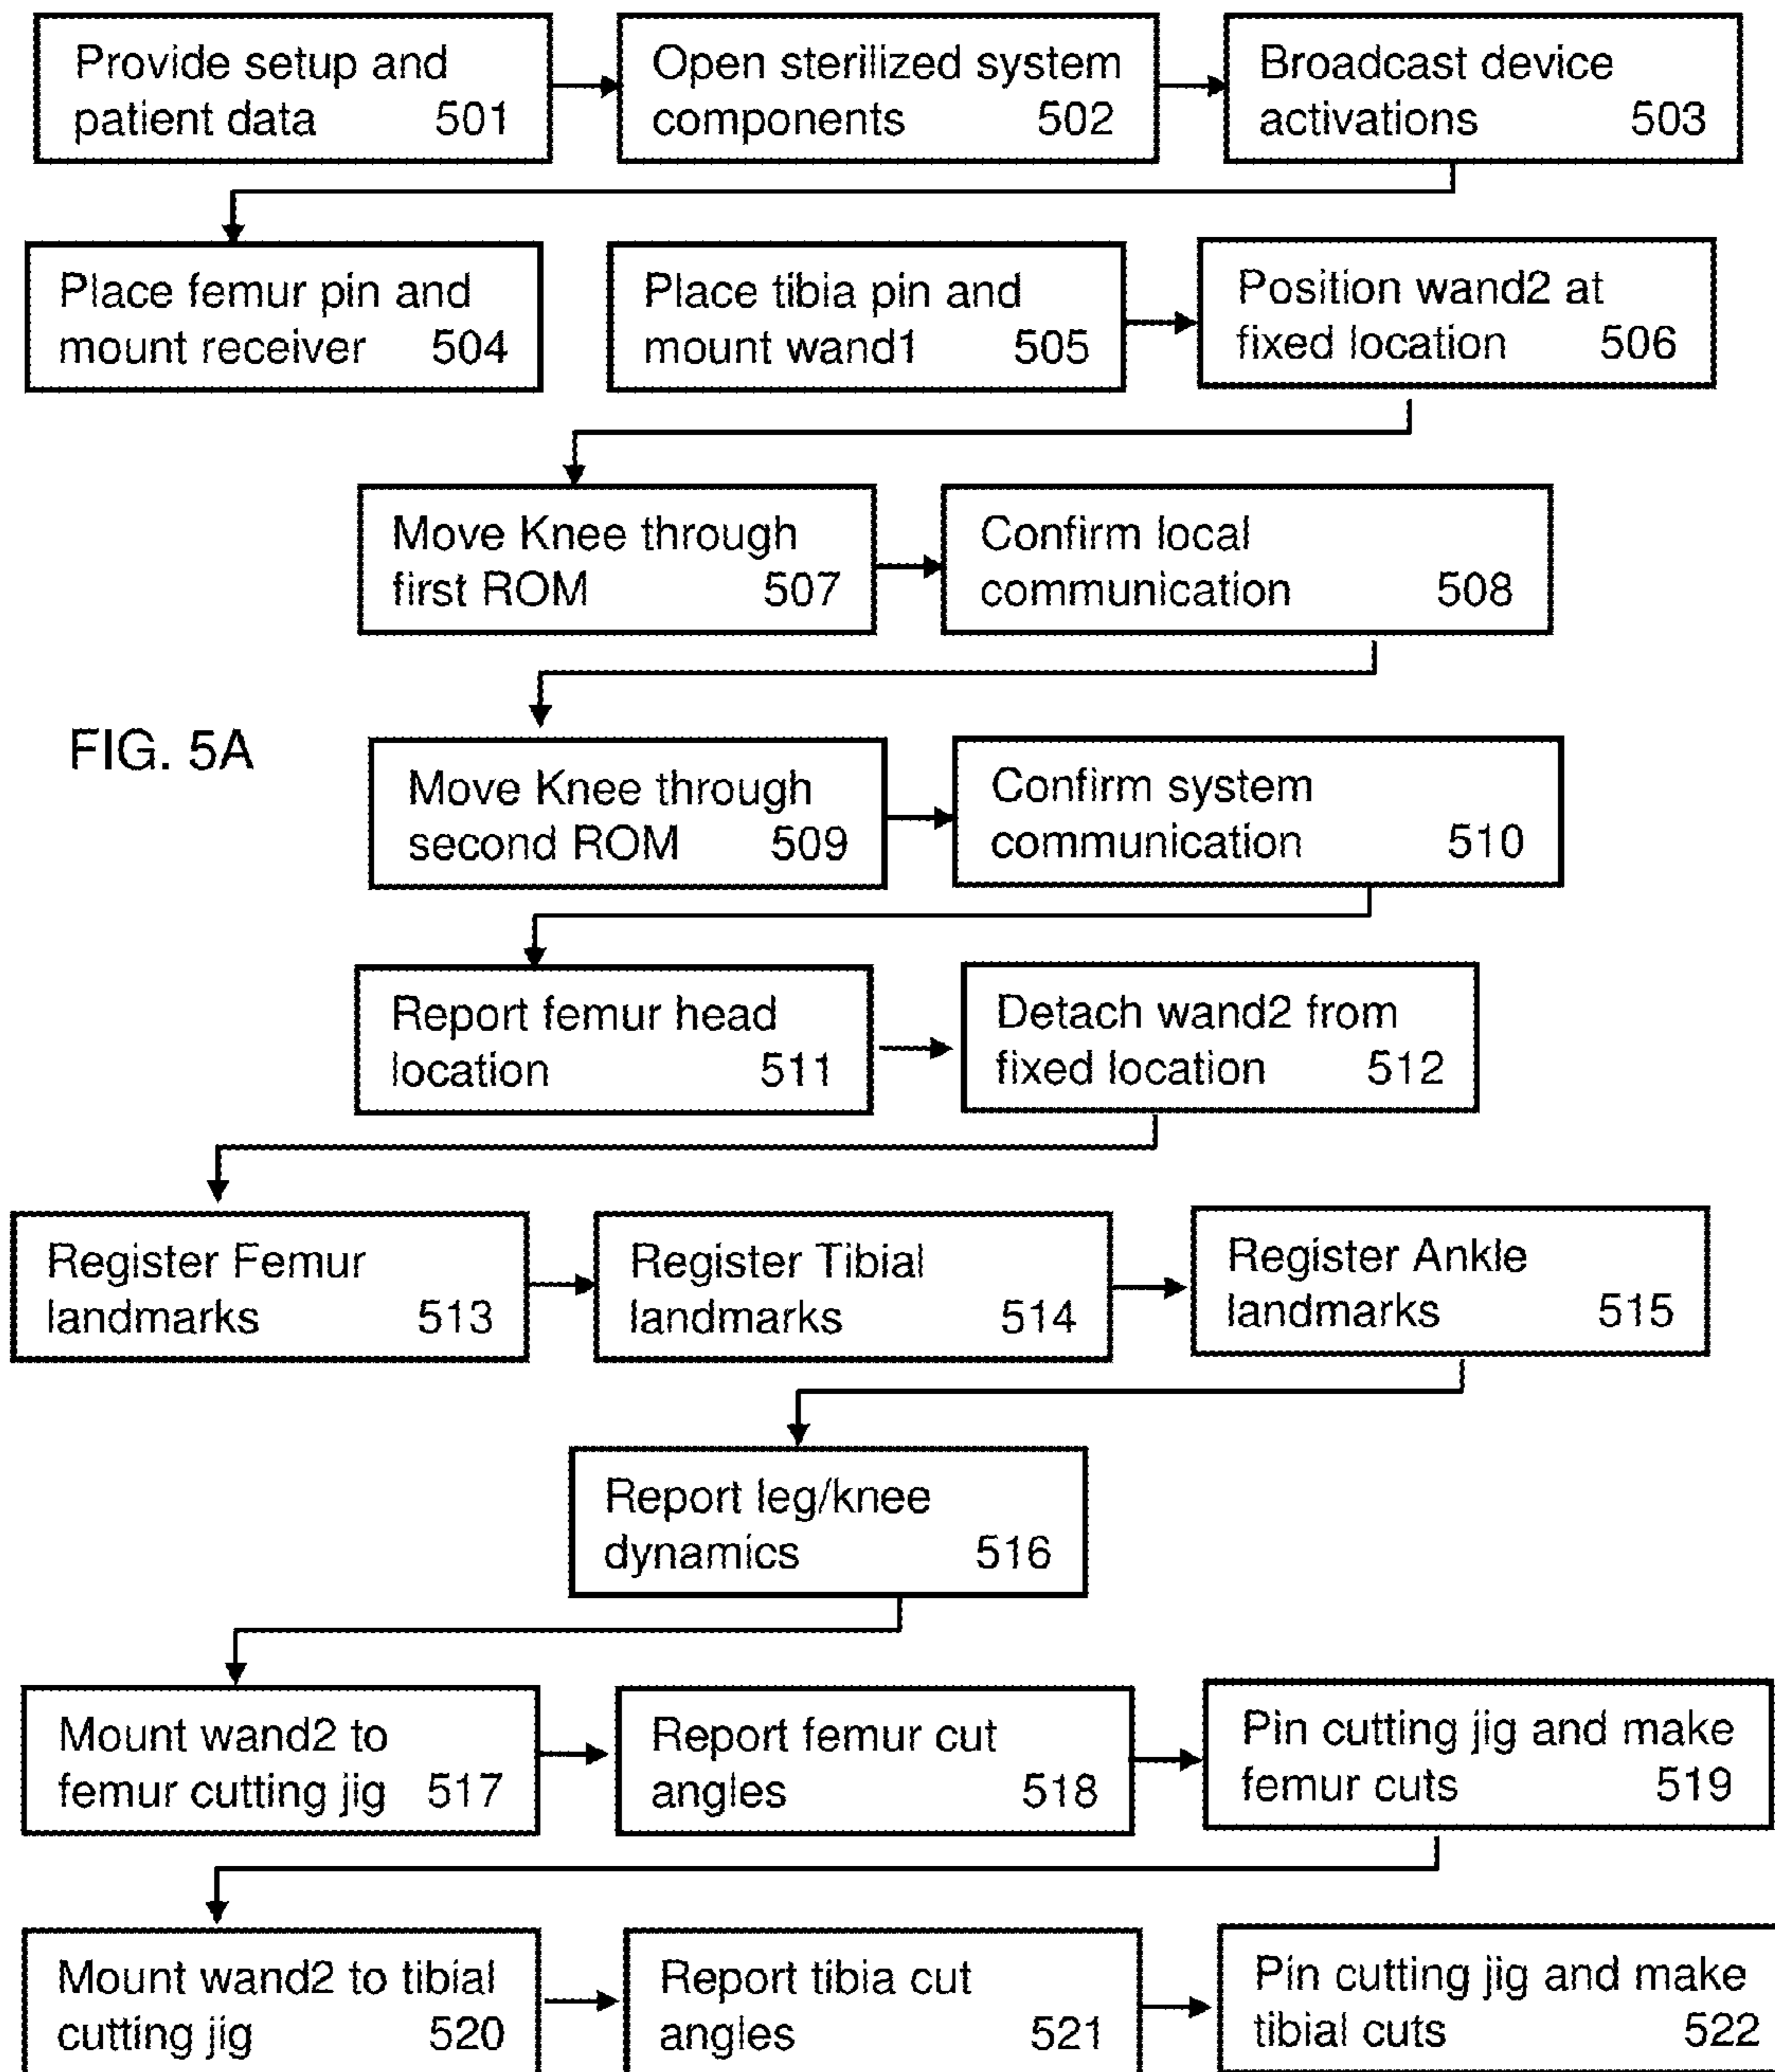 Provide setup and
patient data 501
Open sterilized system
components 502
Broadcast device
activations 503
Place femur pin and
mount receiver 504
Place tibia pin and
mount wand1 505
Position wand2 at
fixed location 506
Move Knee through
first ROM 507
Confirm local
communication 508
FIG. 5A
Move Knee through
second ROM 509
Confirm system
communication 510
Report femur head
location 511
Detach wand2 from
fixed location 512
Register Femur
landmarks 513
Register Tibial
landmarks 514
Register Ankle
landmarks 515
Report leg/knee
dynamics 516
Mount wand2 to
femur cutting jig 517
Report femur cut
angles 518
Pin cutting jig and make
femur cuts 519
Mount wand2 to tibial
cutting jig 520
Report tibia cut
angles 521
Pin cutting jig and make
tibial cuts 522